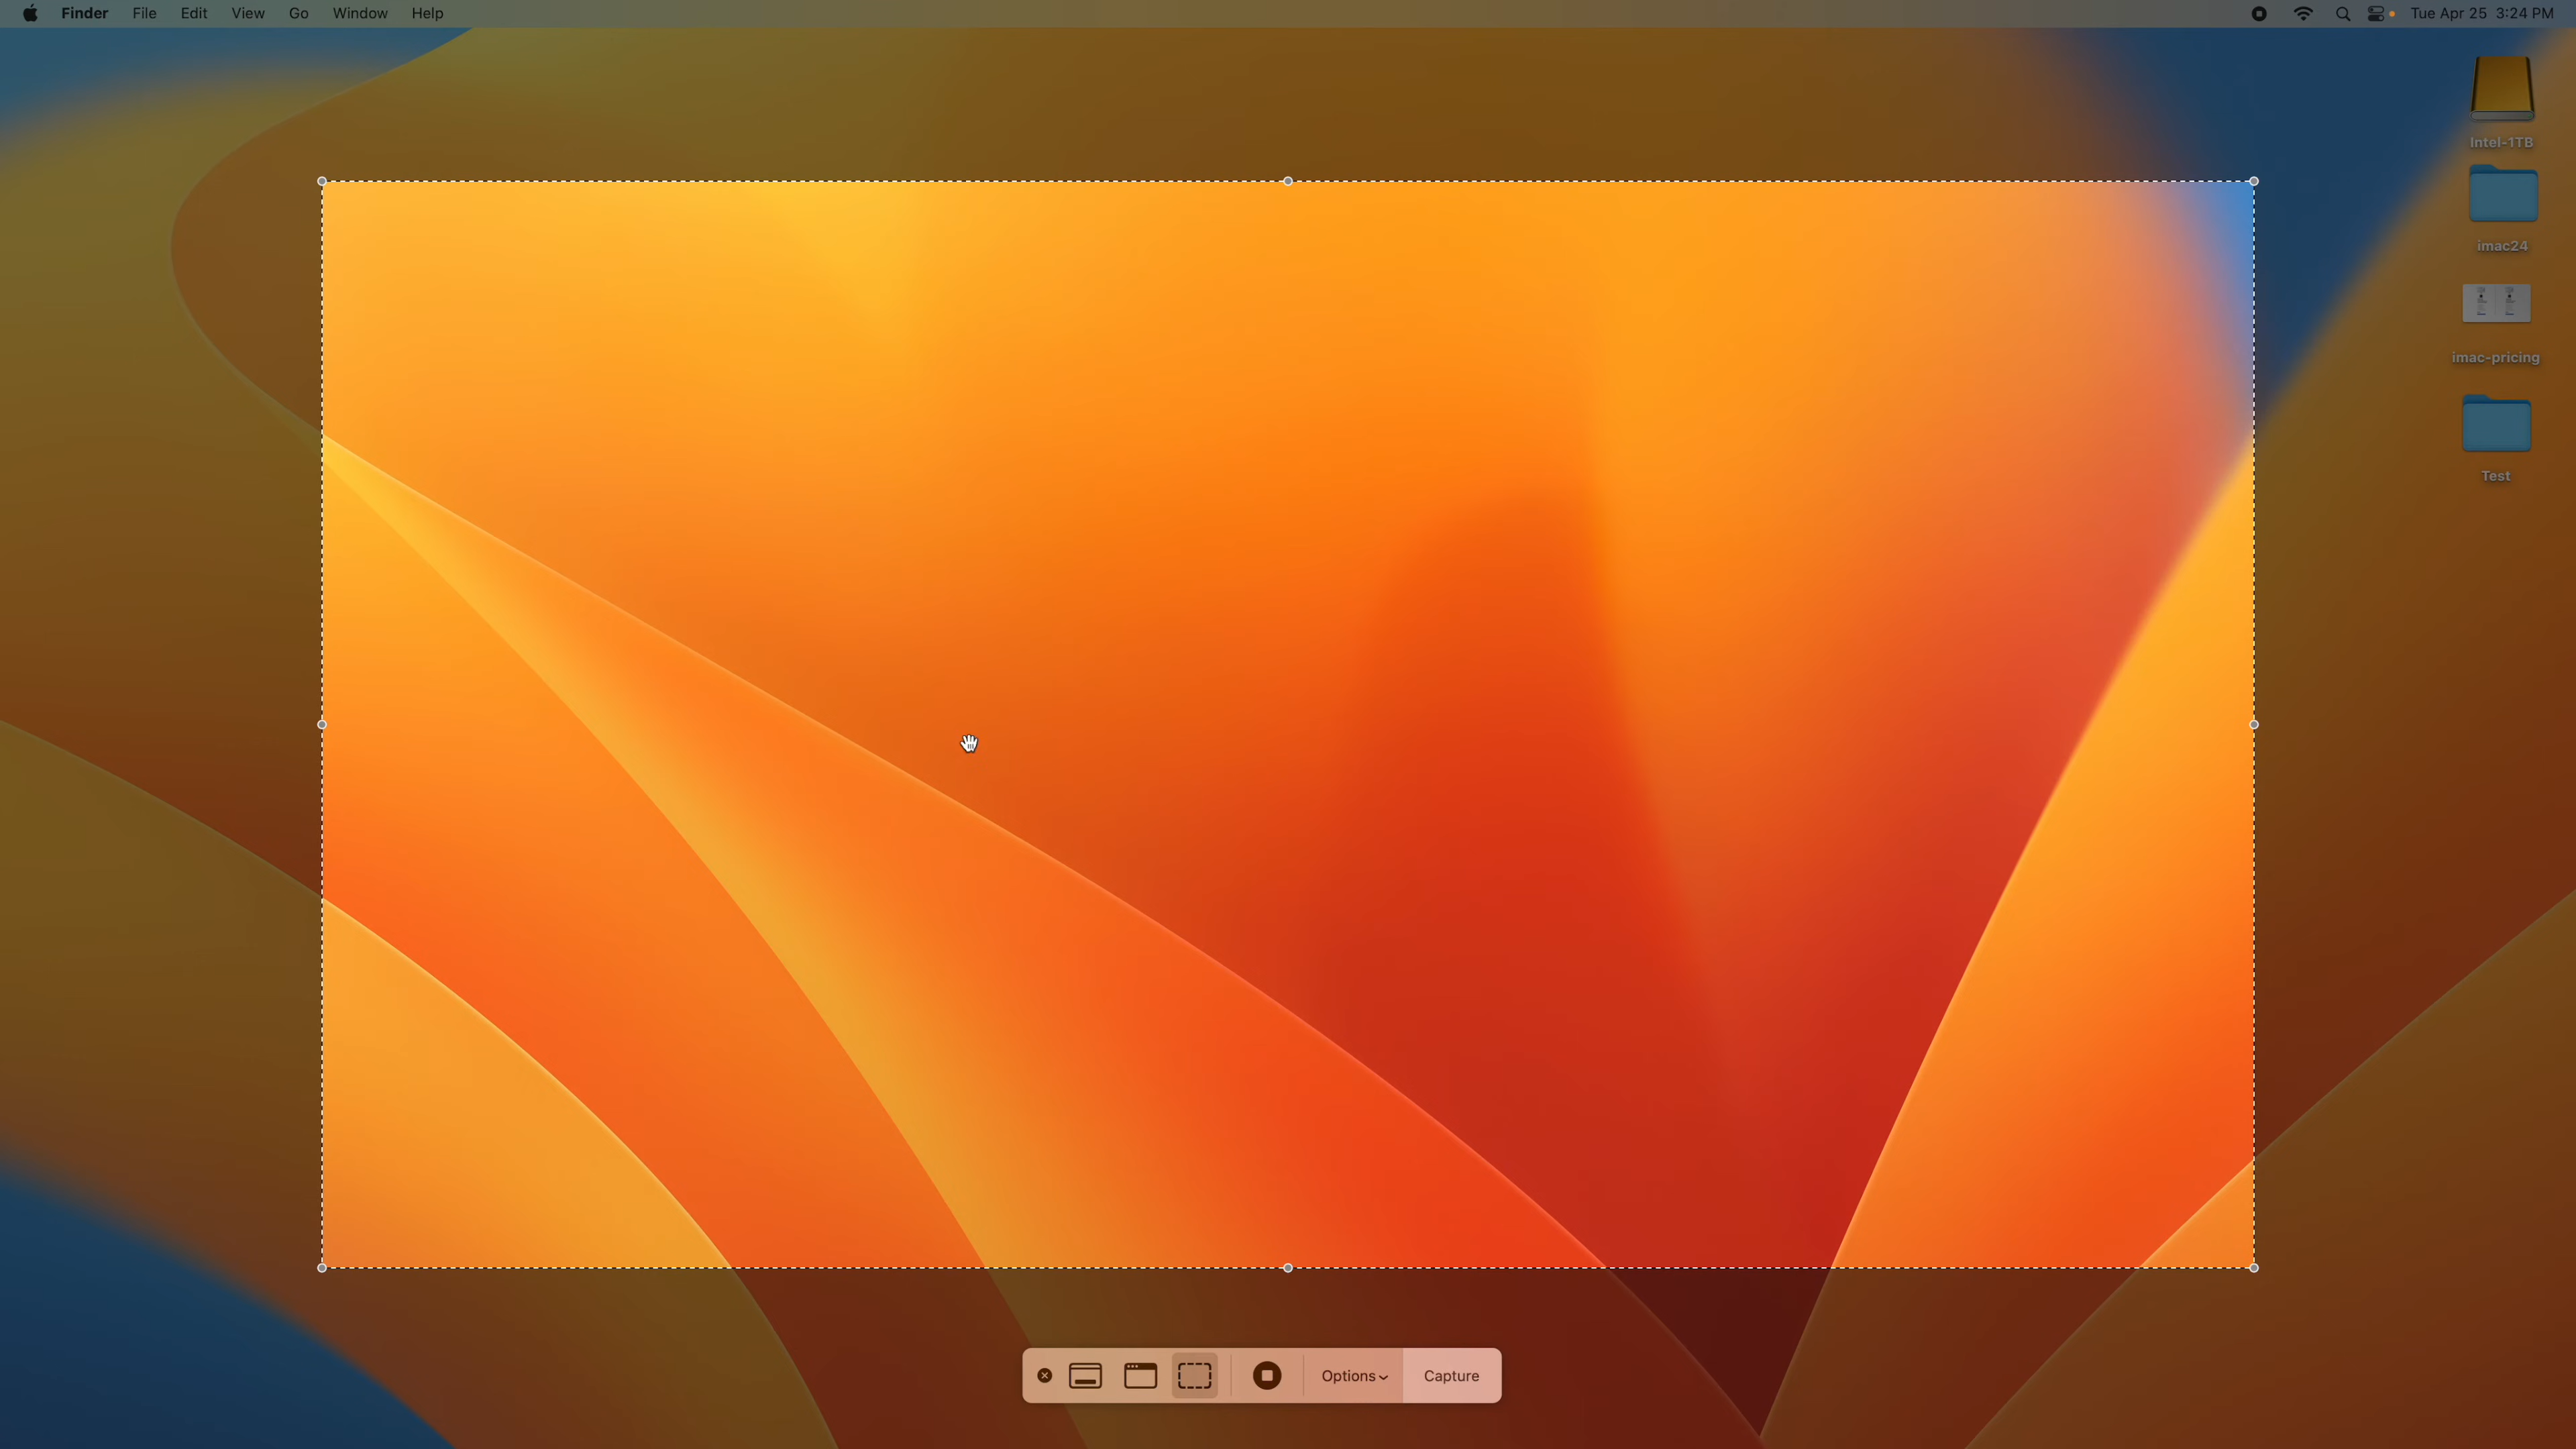 Finder File Edit View Go Window Help Tue Apr 25 3:24 PM
Intel-1TB
imac24
imac-pricing
Test
Options Capture